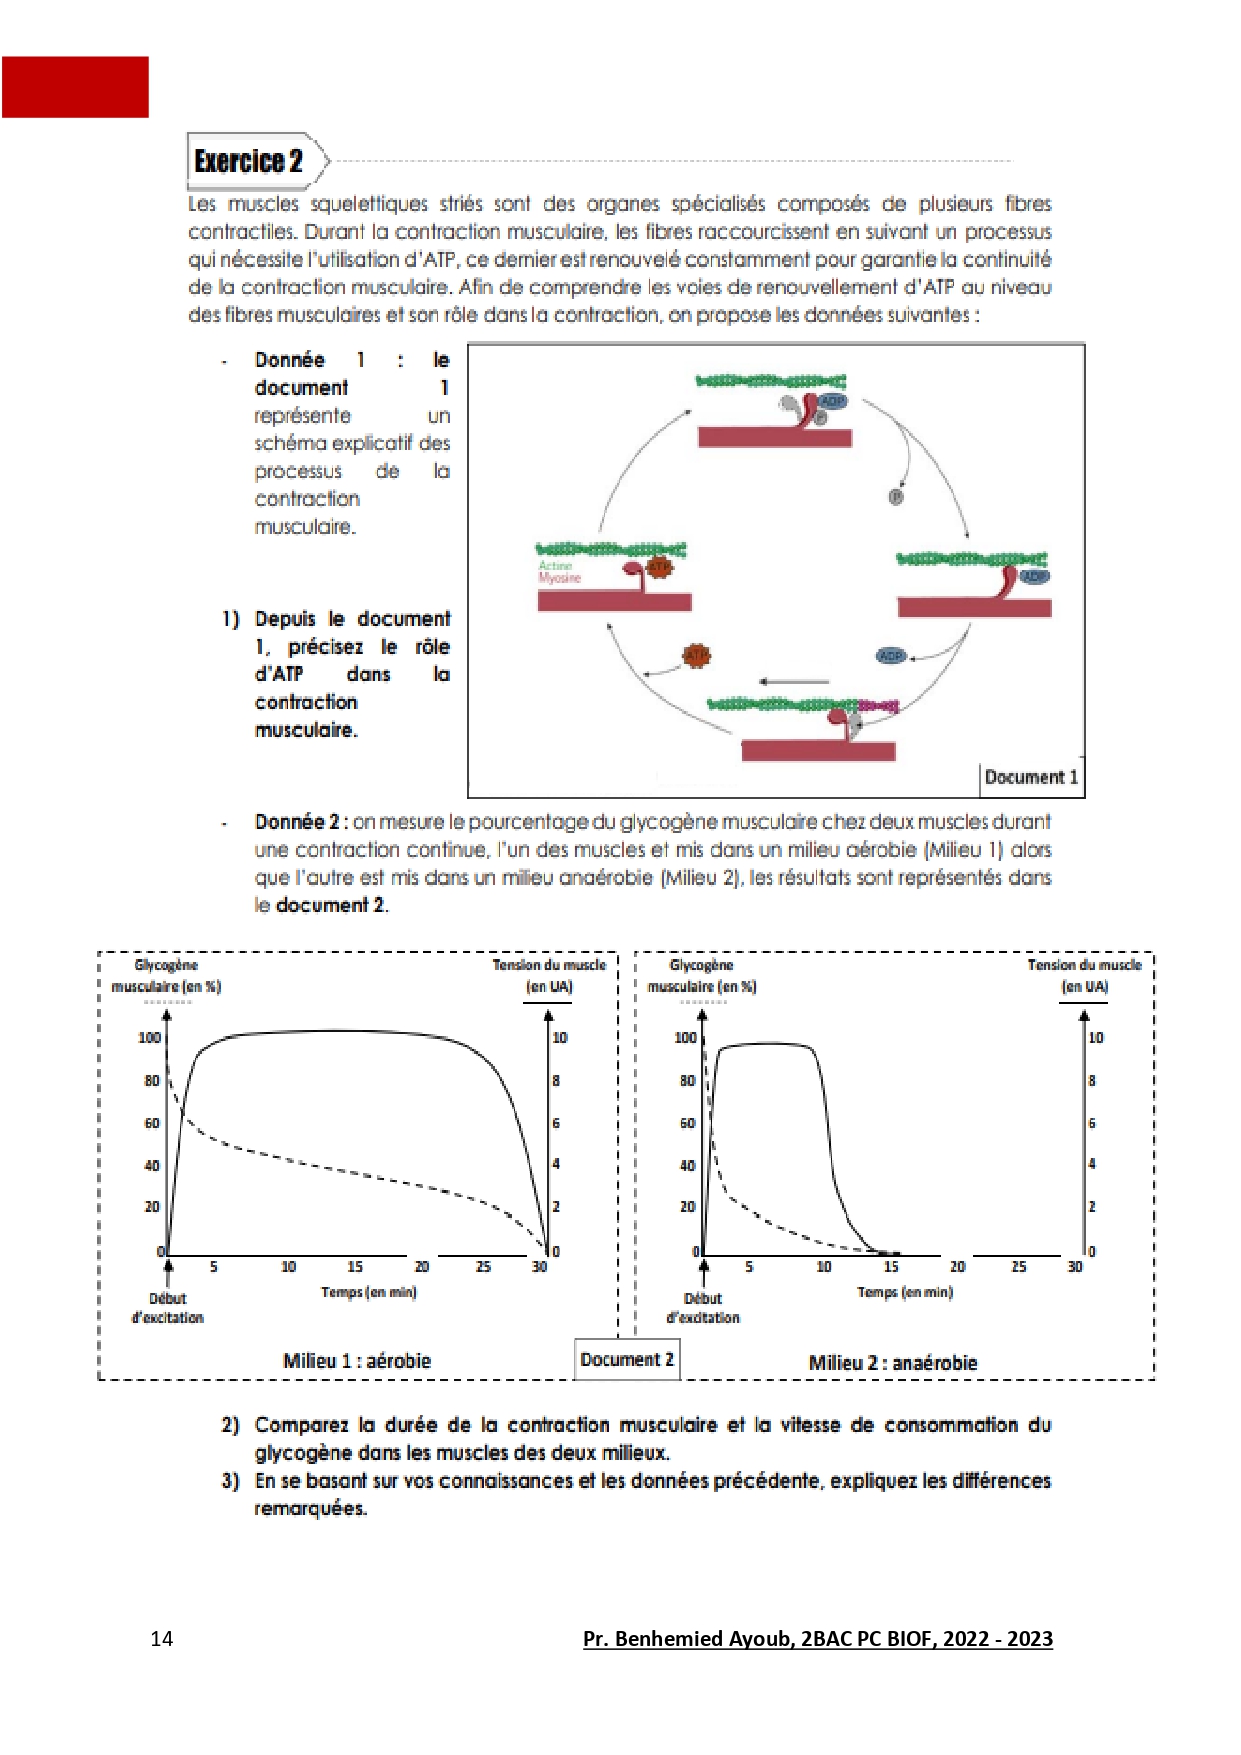 Exercice 2
Les muscles squelettiques striés sont des organes spécialisés composés de plusieurs fibres
contractiles. Durant la contraction musculaire, les fibres raccourcissent en suivant un processus
qui nécessite l'utilisation d'ATP, ce dernier est renouvelé constamment pour garantie la continuité
de la contraction musculaire. Afin de comprendre les voies de renouvellement d'ATP au niveau
des fibres musculaires et son rôle dans la contraction, on propose les données suivantes :
- Donnée 1 : le
document 1
représente un
schéma explicatif des
processus de la
contraction
musculaire.
1) Depuis le document
1, précisez le rôle
d'ATP dans la
contraction
musculaire.
ADP
P
P
Actine
Myosine
ATP
ADP
ATP
ADP
Document 1
- Donnée 2 : on mesure le pourcentage du glycogène musculaire chez deux muscles durant
une contraction continue, l'un des muscles et mis dans un milieu aérobie (Milieu 1) alors
que l'autre est mis dans un milieu anaérobie (Milieu 2), les résultats sont représentés dans
le document 2.
Glycogène
musculaire (en %)
Tension du muscle
(en UA)
100
80
60
40
20
0
10
8
6
4
2
0
5 10 15 20 25 30
Temps (en min)
Début
d'excitation
Milieu 1 : aérobie
Glycogène
musculaire (en %)
Tension du muscle
(en UA)
100
80
60
40
20
0
10
8
6
4
2
0
5 10 15 20 25 30
Temps (en min)
Début
d'excitation
Milieu 2 : anaérobie
Document 2
2) Comparez la durée de la contraction musculaire et la vitesse de consommation du
glycogène dans les muscles des deux milieux.
3) En se basant sur vos connaissances et les données précédente, expliquez les différences
remarquées.
14
Pr. Benhemied Ayoub, 2BAC PC BIOF, 2022 - 2023